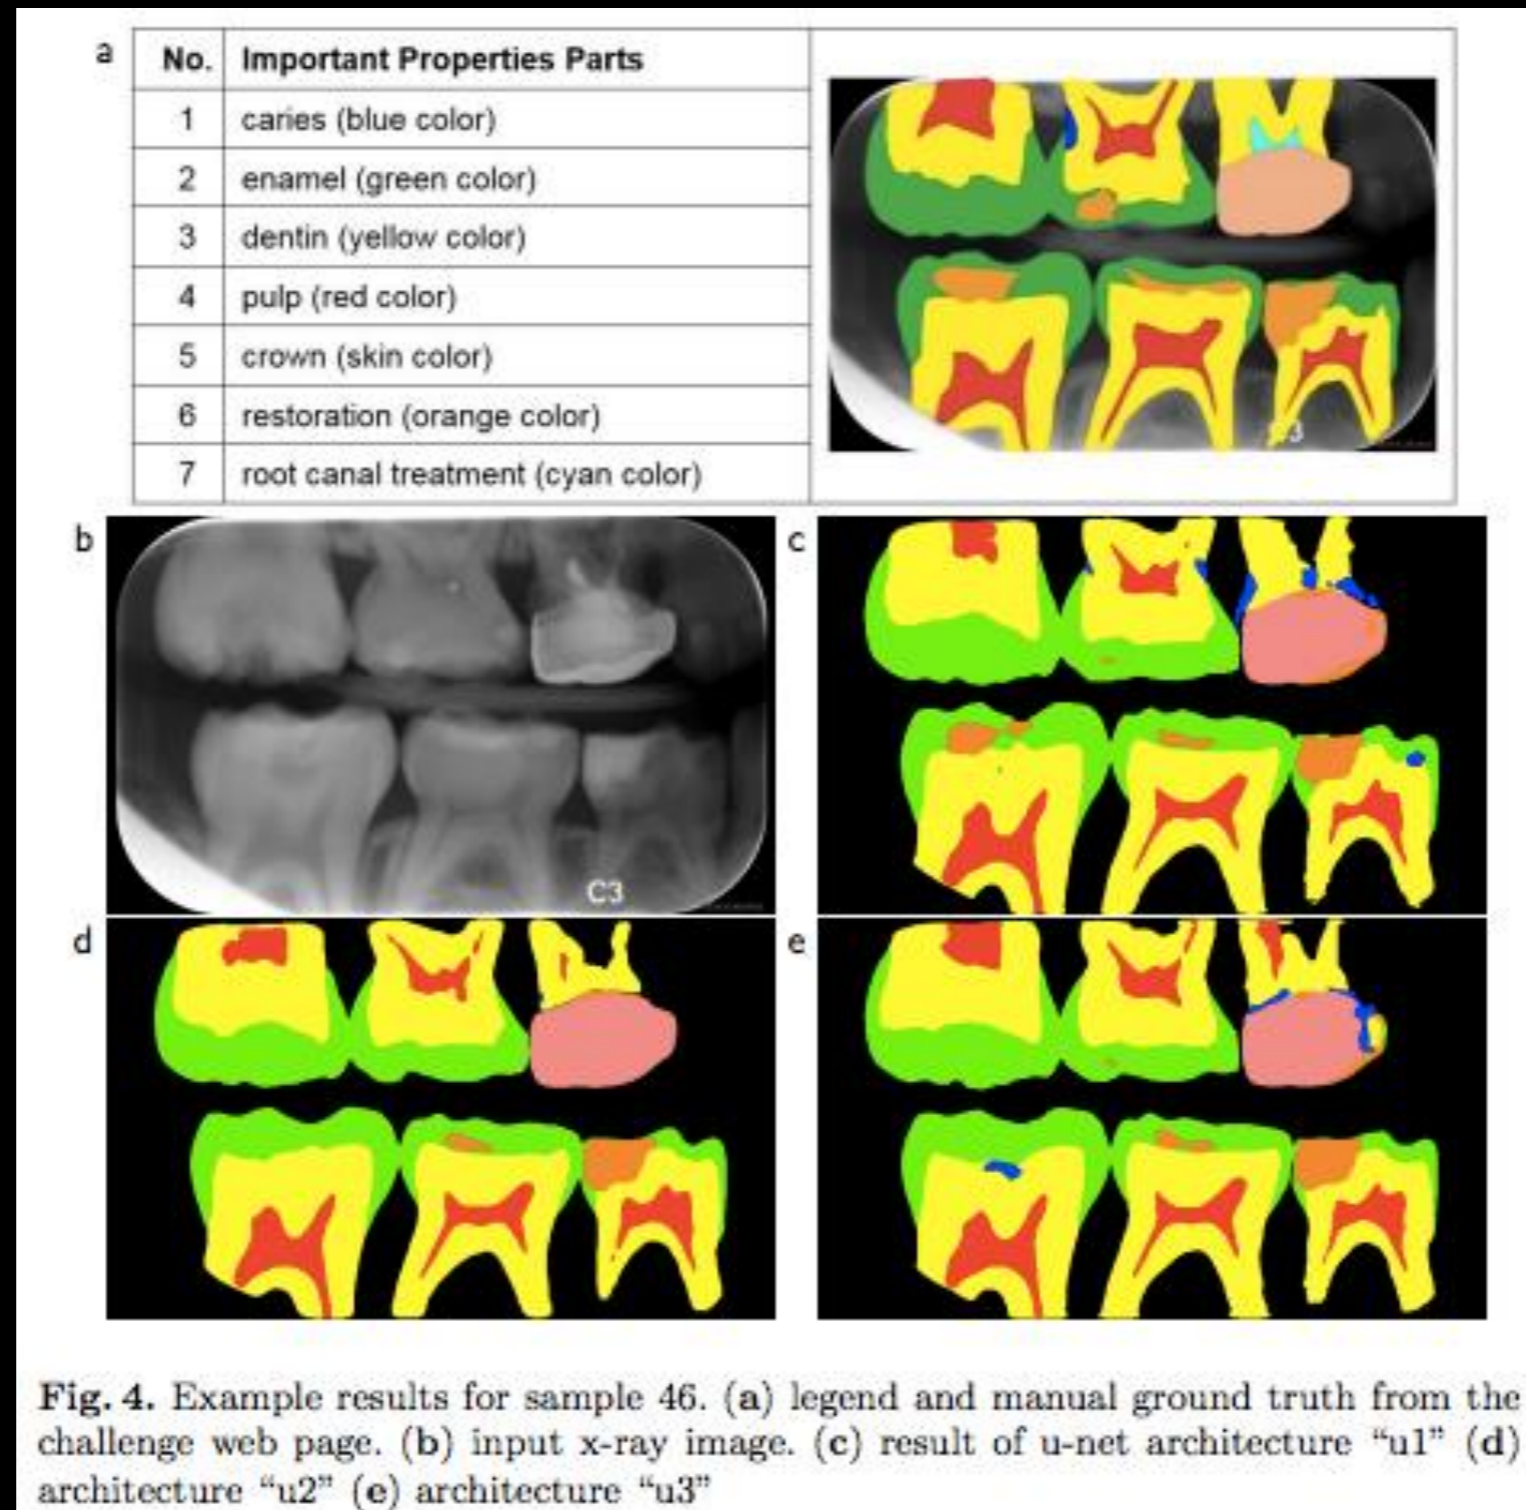 a
No. Important Properties Parts
1 caries (blue color)
2 enamel (green color)
3 dentin (yellow color)
4 pulp (red color)
5 crown (skin color)
6 restoration (orange color)
7 root canal treatment (cyan color)
b
C3
c
d
e
Fig. 4. Example results for sample 46. (a) legend and manual ground truth from the
challenge web page. (b) input x-ray image. (c) result of u-net architecture “u1” (d)
architecture “u2” (e) architecture “u3”